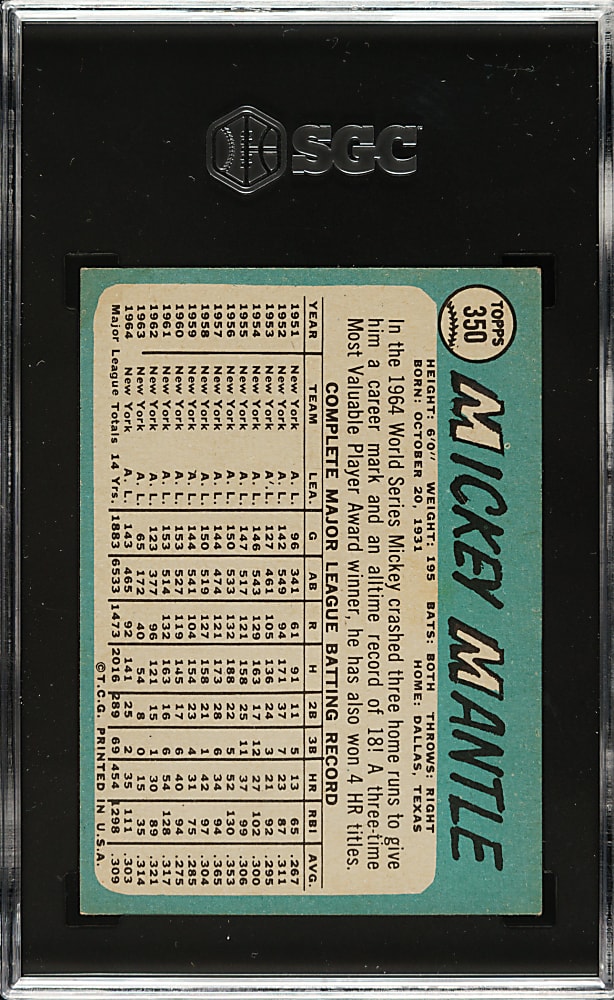 SGC
TOPPS
350
MICKEY MANTLE
HEIGHT: 6'0" WEIGHT: 195 BATS: BOTH THROWS: RIGHT
BORN: OCTOBER 20, 1931 HOME: DALLAS, TEXAS
In the 1964 World Series Mickey crashed three home runs to give
him a career mark and an alltime record of 18! A three-time
Most Valuable Player Award winner, he has also won 4 HR titles.
COMPLETE MAJOR LEAGUE BATTING RECORD
YEAR TEAM LEA. G AB R H 2B 3B HR RBI AVG.
1951 New York A. L. 96 341 61 91 11 5 13 65 .267
1952 New York A. L. 142 549 94 171 37 7 23 87 .311
1953 New York A. L. 127 461 105 136 24 3 21 92 .295
1954 New York A. L. 146 543 129 163 17 12 27 102 .300
1955 New York A. L. 147 517 121 158 25 11 37 99 .306
1956 New York A. L. 150 533 132 188 22 5 52 130 .353
1957 New York A. L. 144 474 121 173 28 6 34 94 .365
1958 New York A. L. 150 519 127 158 21 1 42 97 .304
1959 New York A. L. 144 541 104 154 23 4 31 75 .285
1960 New York A. L. 153 527 119 145 17 6 40 94 .275
1961 New York A. L. 153 514 132 163 16 6 54 128 .317
1962 New York A. L. 123 377 96 121 15 1 30 89 .321
1963 New York A. L. 65 172 40 54 8 0 15 35 .314
1964 New York A. L. 143 465 92 141 25 2 35 111 .303
Major League Totals 14 Yrs. 1883 6533 1473 2016 289 69 454 1298 .309
© T.C.G. PRINTED IN U.S.A.